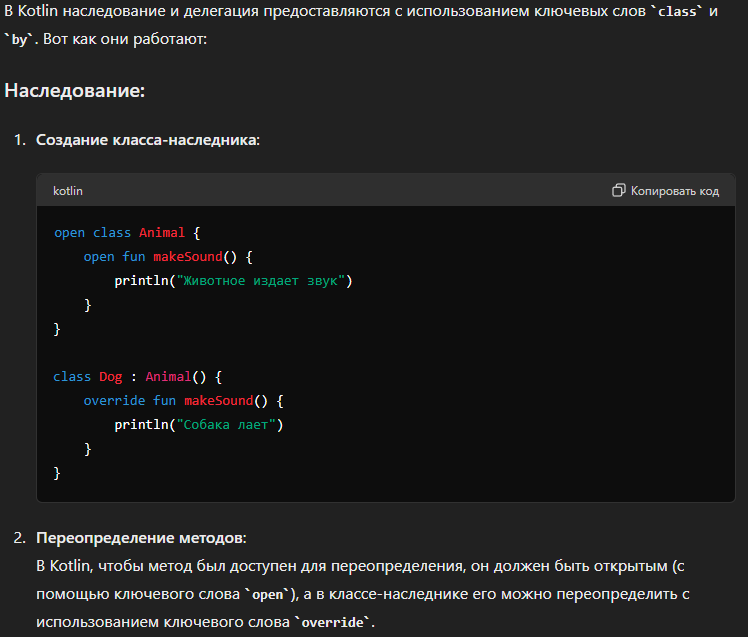 В Kotlin наследование и делегация предоставляются с использованием ключевых слов `class` и
`by`. Вот как они работают:
Наследование:
1. Создание класса-наследника:
kotlin
Копировать код
open class Animal {
    open fun makeSound() {
        println("Животное издает звук")
    }
}

class Dog : Animal() {
    override fun makeSound() {
        println("Собака лает")
    }
}
2. Переопределение методов:
В Kotlin, чтобы метод был доступен для переопределения, он должен быть открытым (с
помощью ключевого слова `open`), а в классе-наследнике его можно переопределить с
использованием ключевого слова `override`.